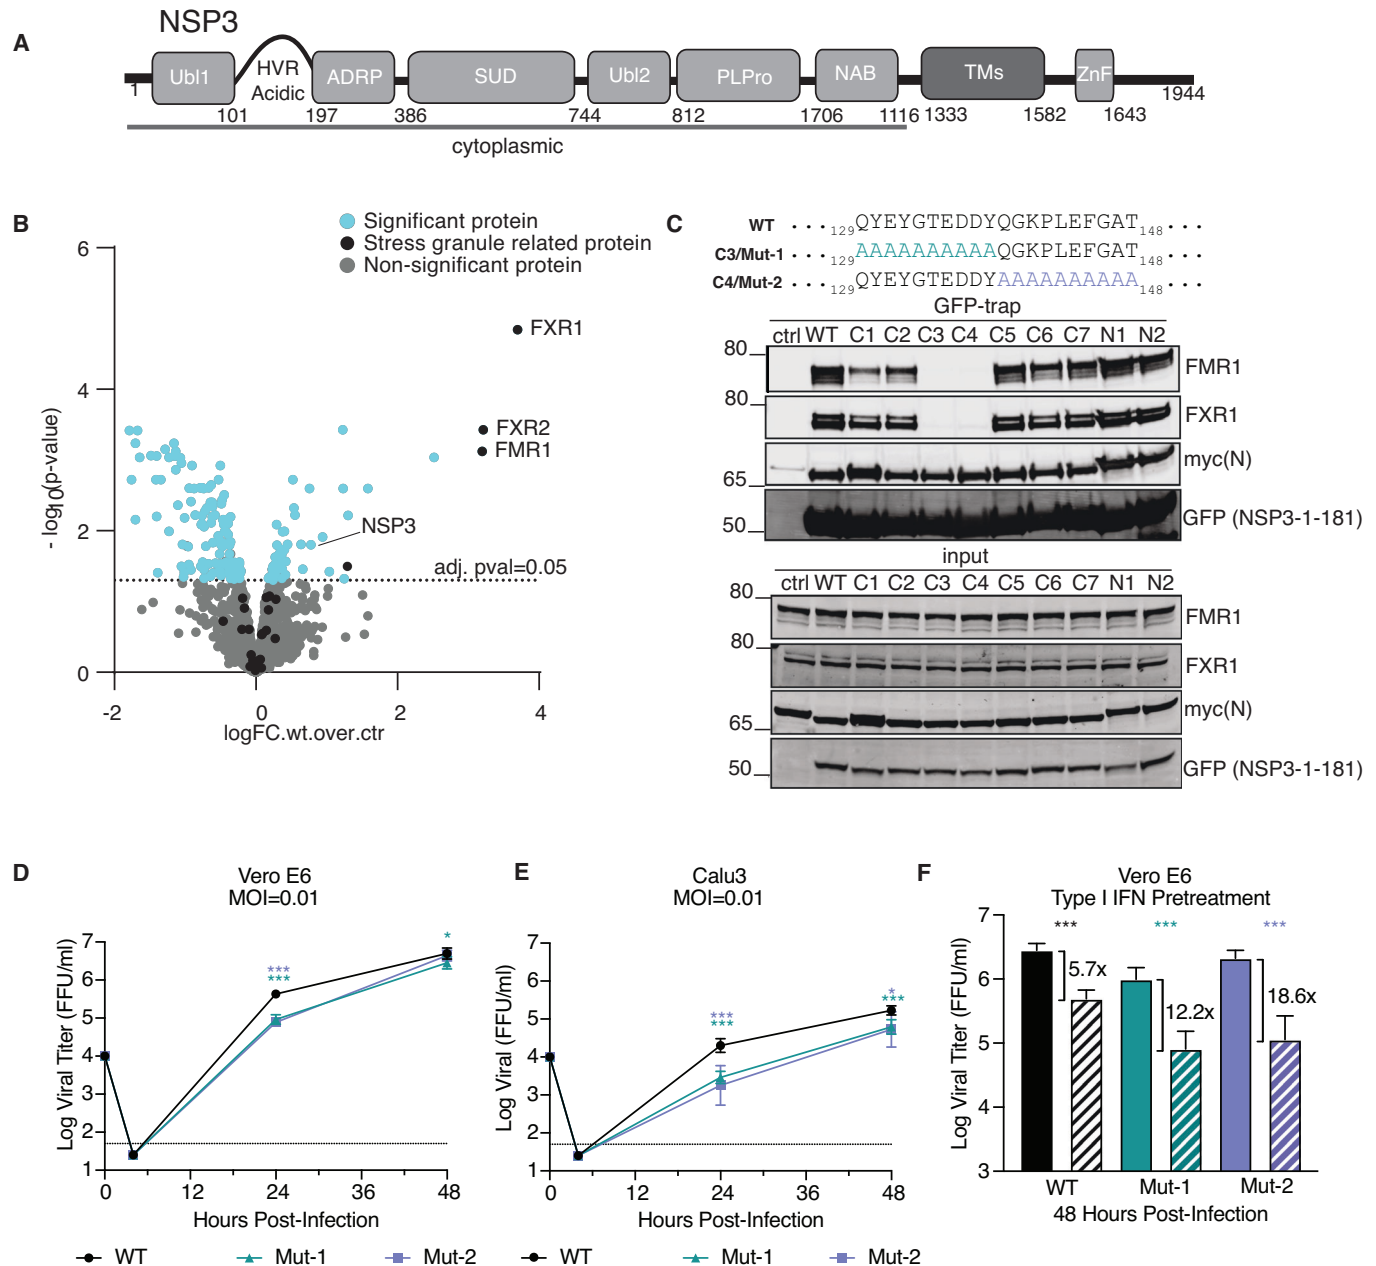 NSP3
A
Ubl1
HVR
Acidic
ADRP
SUD
Ubl2
PLPro
NAB
TMs
ZnF
1
101
197
386
744
812
1706
1116
1333
1582
1643
1944
cytoplasmic
B
Significant protein
Stress granule related protein
Non-significant protein
6
4
2
0
- log10(p-value)
FXR1
FXR2
FMR1
NSP3
adj. pval=0.05
-2
0
2
4
logFC.wt.over.ctr
C
WT ...129QYEYGTEDDYQGKPLEFGAT148...
C3/Mut-1 ...129AAAAAAAAAAQGKPLEFGAT148...
C4/Mut-2 ...129QYEYGTEDDYAAAAAAAAAA148...
GFP-trap
ctrl WT C1 C2 C3 C4 C5 C6 C7 N1 N2
80
FMR1
80
FXR1
myc(N)
65
50
GFP (NSP3-1-181)
input
ctrl WT C1 C2 C3 C4 C5 C6 C7 N1 N2
80
FMR1
80
FXR1
myc(N)
65
50
GFP (NSP3-1-181)
D
Vero E6
MOI=0.01
Log Viral Titer (FFU/ml)
7
6
5
4
3
2
1
***
***
*
0 12 24 36 48
Hours Post-Infection
WT Mut-1 Mut-2
E
Calu3
MOI=0.01
Log Viral (FFU/ml)
7
6
5
4
3
2
1
***
***
*
***
0 12 24 36 48
Hours Post-Infection
WT Mut-1 Mut-2
F
Vero E6
Type I IFN Pretreatment
Log Viral Titer (FFU/ml)
7
6
5
4
3
*** *** ***
5.7x
12.2x
18.6x
WT Mut-1 Mut-2
48 Hours Post-Infection